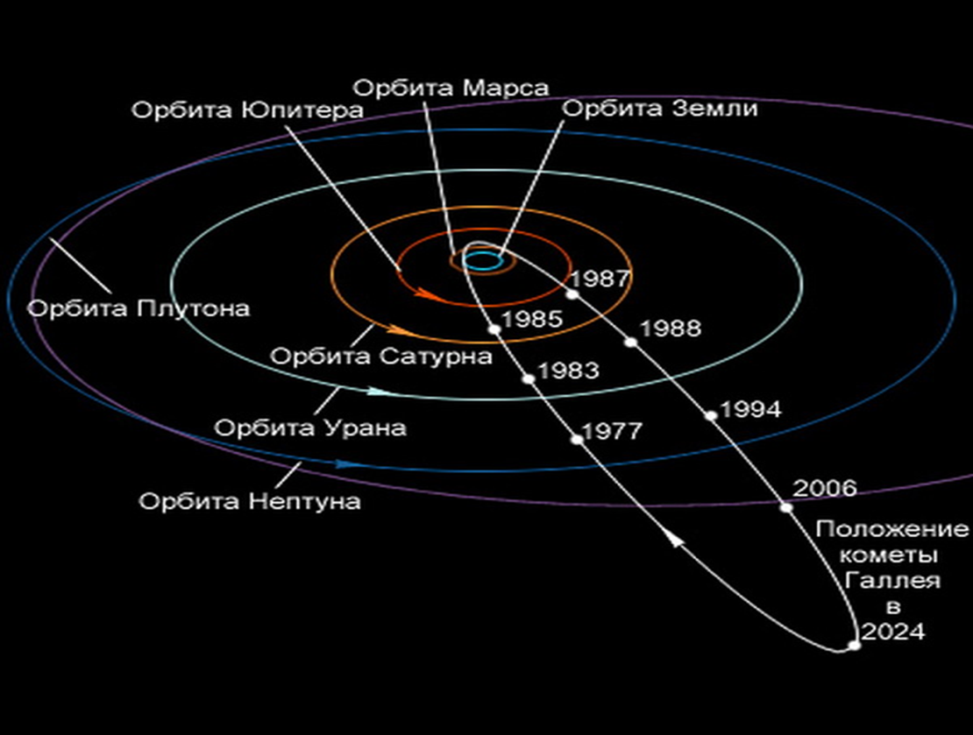 Орбита Марса
Орбита Юпитера
Орбита Земли
1987
Орбита Плутона
1985
1988
Орбита Сатурна
1983
1994
Орбита Урана
1977
2006
Орбита Нептуна
Положение
кометы
Галлея
в
2024